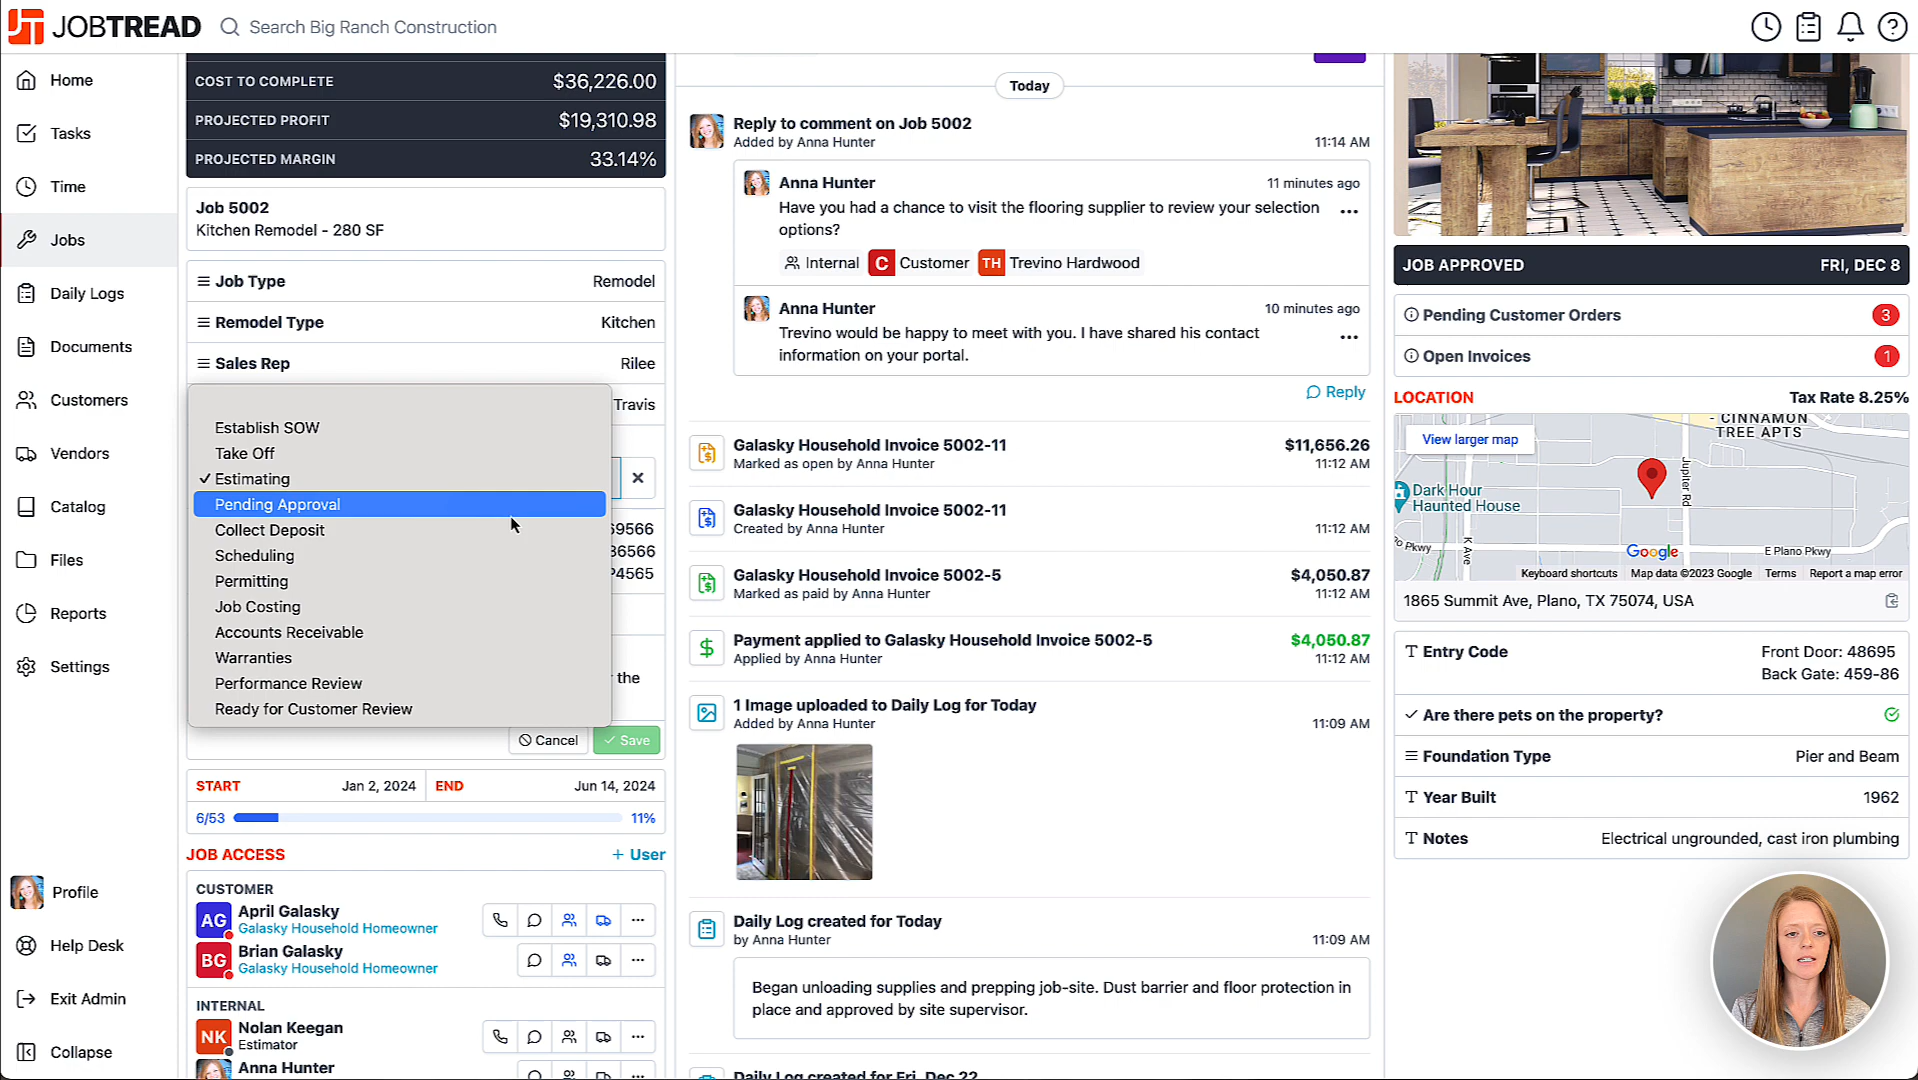 JOBTREAD
Search Big Ranch Construction
Home
Tasks
Time
Jobs
Daily Logs
Documents
Customers
Vendors
Catalog
Files
Reports
Settings
Profile
Help Desk
Exit Admin
Collapse
COST TO COMPLETE $36,226.00
PROJECTED PROFIT $19,310.98
PROJECTED MARGIN 33.14%
Job 5002
Kitchen Remodel - 280 SF
Job Type Remodel
Remodel Type Kitchen
Sales Rep Rilee
Travis
Establish SOW
Take Off
Estimating
Pending Approval
Collect Deposit
Scheduling
Permitting
Job Costing
Accounts Receivable
Warranties
Performance Review
Ready for Customer Review
69566
36566
P4565
the
Cancel Save
START Jan 2, 2024 END Jun 14, 2024
6/53 11%
JOB ACCESS + User
CUSTOMER
AG April Galasky
Galasky Household Homeowner
BG Brian Galasky
Galasky Household Homeowner
INTERNAL
NK Nolan Keegan
Estimator
Anna Hunter
Today
Reply to comment on Job 5002
Added by Anna Hunter 11:14 AM
Anna Hunter 11 minutes ago
Have you had a chance to visit the flooring supplier to review your selection
options?
Internal C Customer TH Trevino Hardwood
Anna Hunter 10 minutes ago
Trevino would be happy to meet with you. I have shared his contact
information on your portal.
Reply
Galasky Household Invoice 5002-11 $11,656.26
Marked as open by Anna Hunter 11:12 AM
Galasky Household Invoice 5002-11
Created by Anna Hunter 11:12 AM
Galasky Household Invoice 5002-5 $4,050.87
Marked as paid by Anna Hunter 11:12 AM
Payment applied to Galasky Household Invoice 5002-5 $4,050.87
Applied by Anna Hunter 11:12 AM
1 Image uploaded to Daily Log for Today
Added by Anna Hunter 11:09 AM
Daily Log created for Today
by Anna Hunter 11:09 AM
Began unloading supplies and prepping job-site. Dust barrier and floor protection in
place and approved by site supervisor.
Daily Log created for Fri, Dec 22
JOB APPROVED FRI, DEC 8
Pending Customer Orders 3
Open Invoices 1
LOCATION Tax Rate 8.25%
View larger map
CINNAMON
TREE APTS
Jupiter Rd
Dark Hour
Haunted House
K Ave
Pkwy
E Plano Pkwy
Google
Keyboard shortcuts Map data ©2023 Google Terms Report a map error
1865 Summit Ave, Plano, TX 75074, USA
Entry Code Front Door: 48695
Back Gate: 459-86
Are there pets on the property?
Foundation Type Pier and Beam
Year Built 1962
Notes Electrical ungrounded, cast iron plumbing